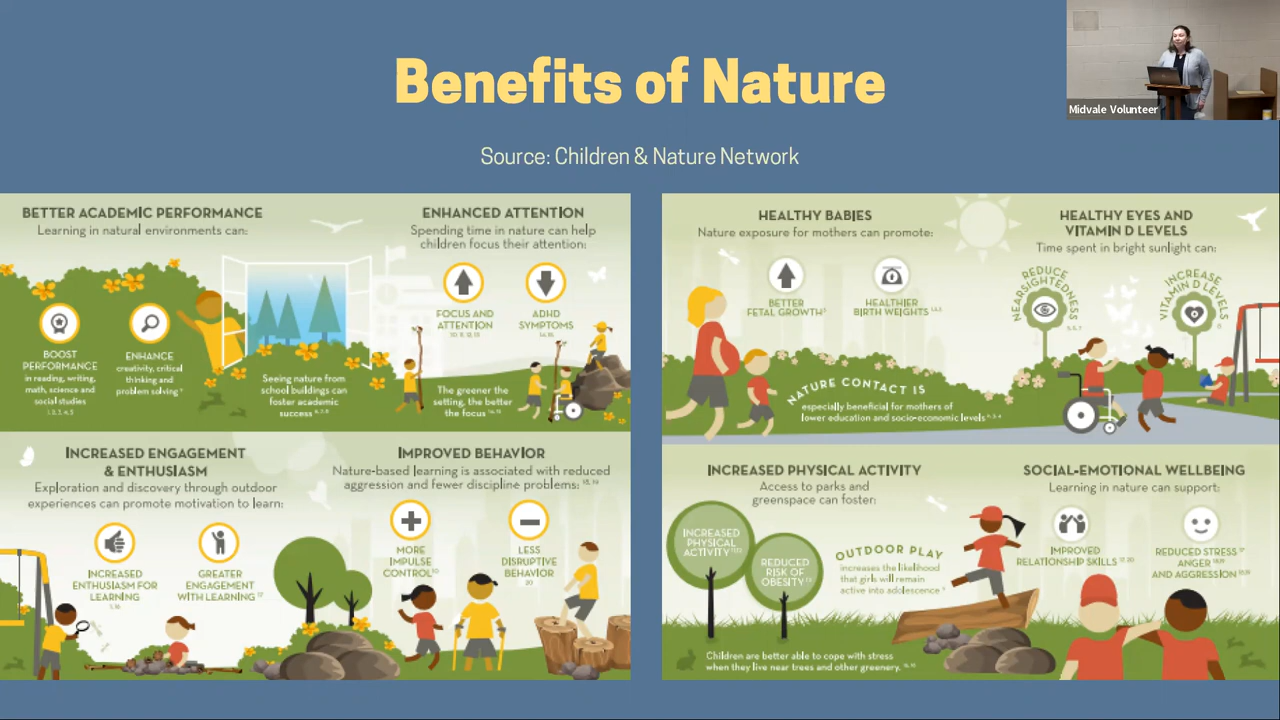 Benefits of Nature
Midvale Volunteer
Source: Children & Nature Network
BETTER ACADEMIC PERFORMANCE
Learning in natural environments can:
BOOST
PERFORMANCE
in reading, writing,
math, science and
social studies
ENHANCE
creativity, critical
thinking and
problem solving
Seeing nature from
school buildings can
foster academic
success
ENHANCED ATTENTION
Spending time in nature can help
children focus their attention:
FOCUS AND
ATTENTION
ADHD
SYMPTOMS
The greener the
setting, the better
the focus
INCREASED ENGAGEMENT
& ENTHUSIASM
Exploration and discovery through outdoor
experiences can promote motivation to learn:
INCREASED
ENTHUSIASM FOR
LEARNING
GREATER
ENGAGEMENT
WITH LEARNING
IMPROVED BEHAVIOR
Nature-based learning is associated with reduced
aggression and fewer discipline problems:
MORE
IMPULSE
CONTROL
LESS
DISRUPTIVE
BEHAVIOR
HEALTHY BABIES
Nature exposure for mothers can promote:
BETTER
FETAL GROWTH
HEALTHIER
BIRTH WEIGHTS
NATURE CONTACT IS
especially beneficial for mothers of
lower education and socio-economic levels
HEALTHY EYES AND
VITAMIN D LEVELS
Time spent in bright sunlight can:
REDUCE
NEARSIGHTEDNESS
INCREASE
VITAMIN D LEVELS
INCREASED PHYSICAL ACTIVITY
Access to parks and
greenspace can foster:
INCREASED
PHYSICAL
ACTIVITY
REDUCED
RISK OF
OBESITY
OUTDOOR PLAY
increases the likelihood
that girls will remain
active into adolescence
Children are better able to cope with stress
when they live near trees and other greenery.
SOCIAL-EMOTIONAL WELLBEING
Learning in nature can support:
IMPROVED
RELATIONSHIP SKILLS
REDUCED STRESS
ANGER
AND AGGRESSION